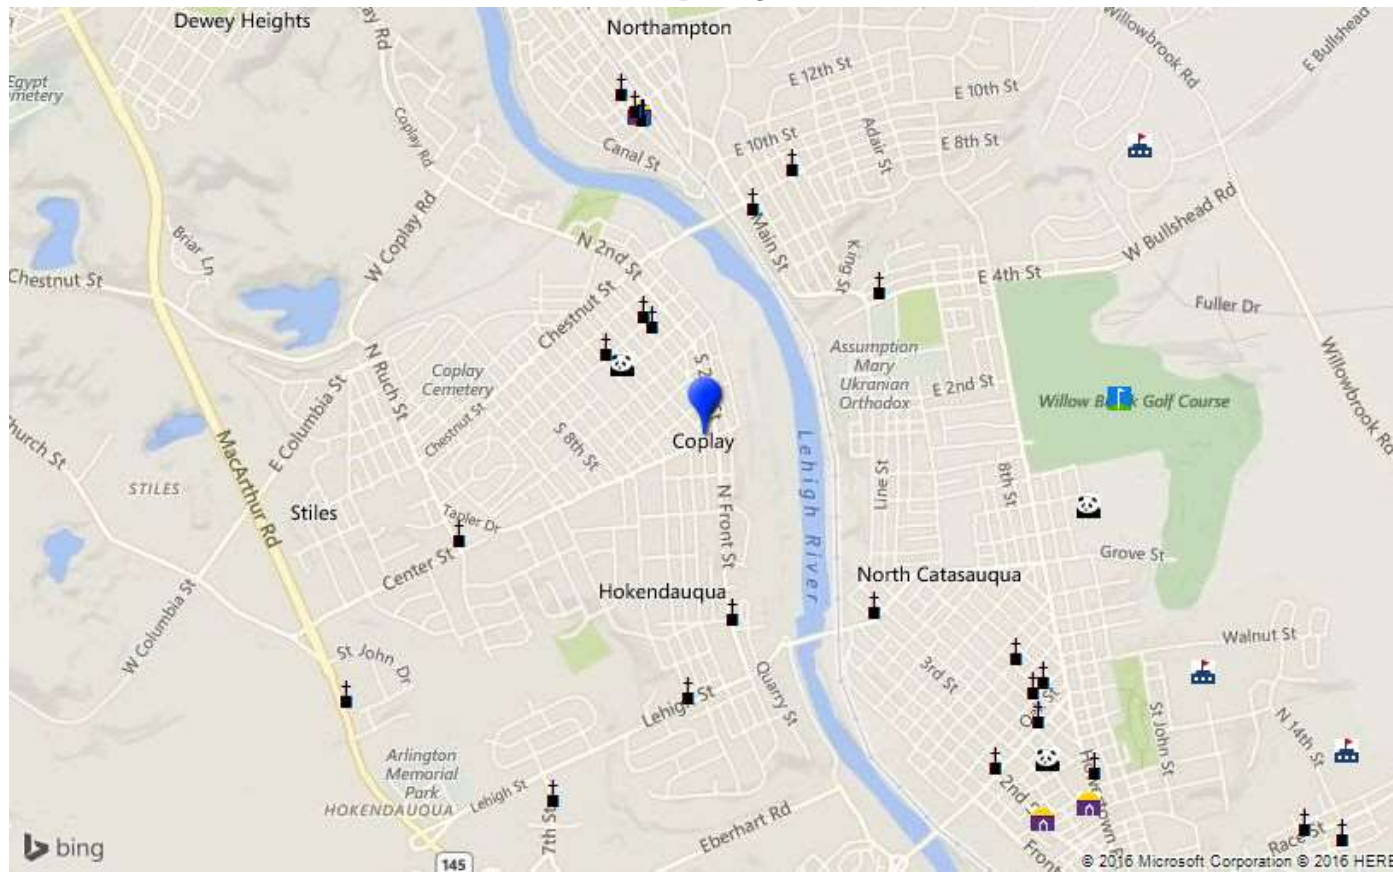 Dewey Heights
Northampton
Willowbrook Rd
E Bullshead
ay Rd
E 12th St
E 10th St
Egypt
metery
Coplay Rd
Canal St
E 10th St
Adair St
E 8th St
W Coplay Rd
Briar Ln
N 2nd St
Main St
King St
W Bullshead Rd
Chestnut St
E 4th St
Fuller Dr
Chestnut St
N Ruch St
Coplay
Cemetery
Assumption
Mary
Ukranian
Orthodox
E 2nd St
Willowbrook Rd
Golf Course
E Columbia St
Chestnut St
S 8th St
Coplay
hurch St
MacArthur Rd
STILES
Stiles
Tapler Dr
N Front St
Lehigh River
Line St
8th St
Center St
Grove St
Hokendauqua
North Catasauqua
W Columbia St
St John Dr
Walnut St
3rd St
Quarry St
Lehigh St
St John St
N 14th St
Arlington
Memorial
Park
HOKENDAUQUA
Lehigh St
7th St
Eberhart Rd
2nd
Front
Race St
145
bing
© 2016 Microsoft Corporation © 2016 HERE